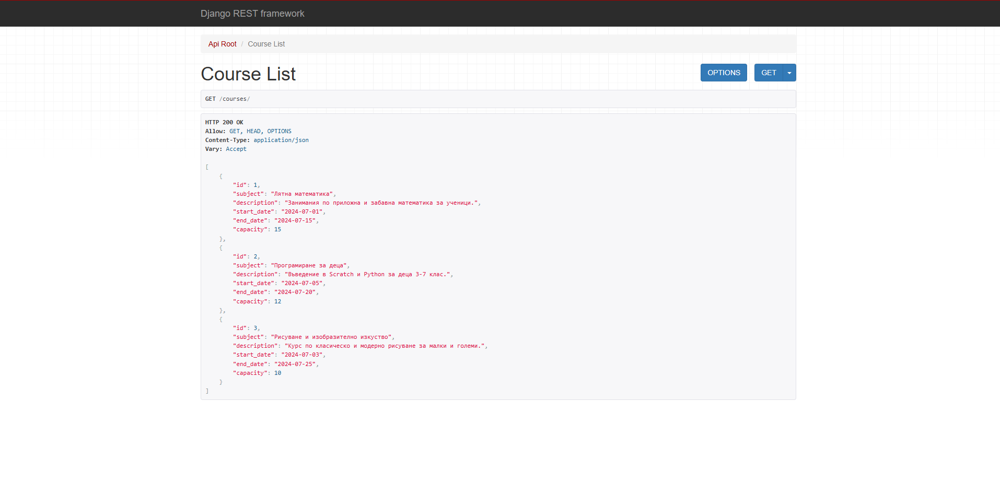 Django REST framework
Api Root / Course List
Course List
OPTIONS GET
GET /courses/
HTTP 200 OK
Allow: GET, HEAD, OPTIONS
Content-Type: application/json
Vary: Accept
[
    {
        "id": 1,
        "subject": "Лятна математика",
        "description": "Занимания по приложна и забавна математика за ученици.",
        "start_date": "2024-07-01",
        "end_date": "2024-07-15",
        "capacity": 15
    },
    {
        "id": 2,
        "subject": "Програмиране за деца",
        "description": "Въведение в Scratch и Python за деца 3-7 клас.",
        "start_date": "2024-07-05",
        "end_date": "2024-07-20",
        "capacity": 12
    },
    {
        "id": 3,
        "subject": "Рисуване и изобразително изкуство",
        "description": "Курс по класическо и модерно рисуване за малки и големи.",
        "start_date": "2024-07-03",
        "end_date": "2024-07-25",
        "capacity": 10
    }
]